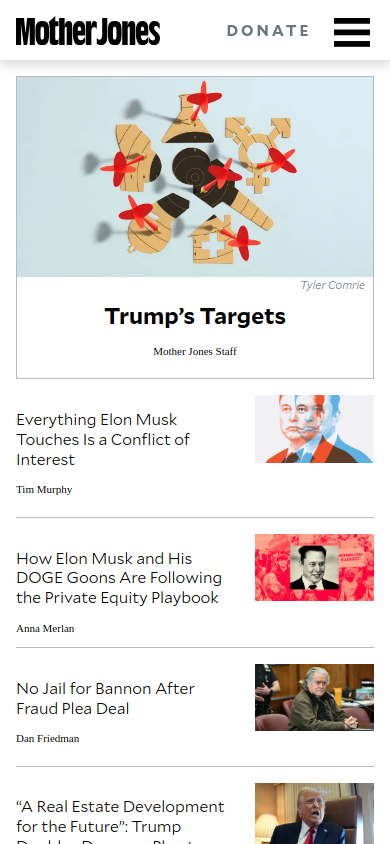 Mother Jones
DONATE
Tyler Comrie
Trump’s Targets
Mother Jones Staff
Everything Elon Musk
Touches Is a Conflict of
Interest
Tim Murphy
How Elon Musk and His
DOGE Goons Are Following
the Private Equity Playbook
Anna Merlan
No Jail for Bannon After
Fraud Plea Deal
Dan Friedman
“A Real Estate Development
for the Future”: Trump